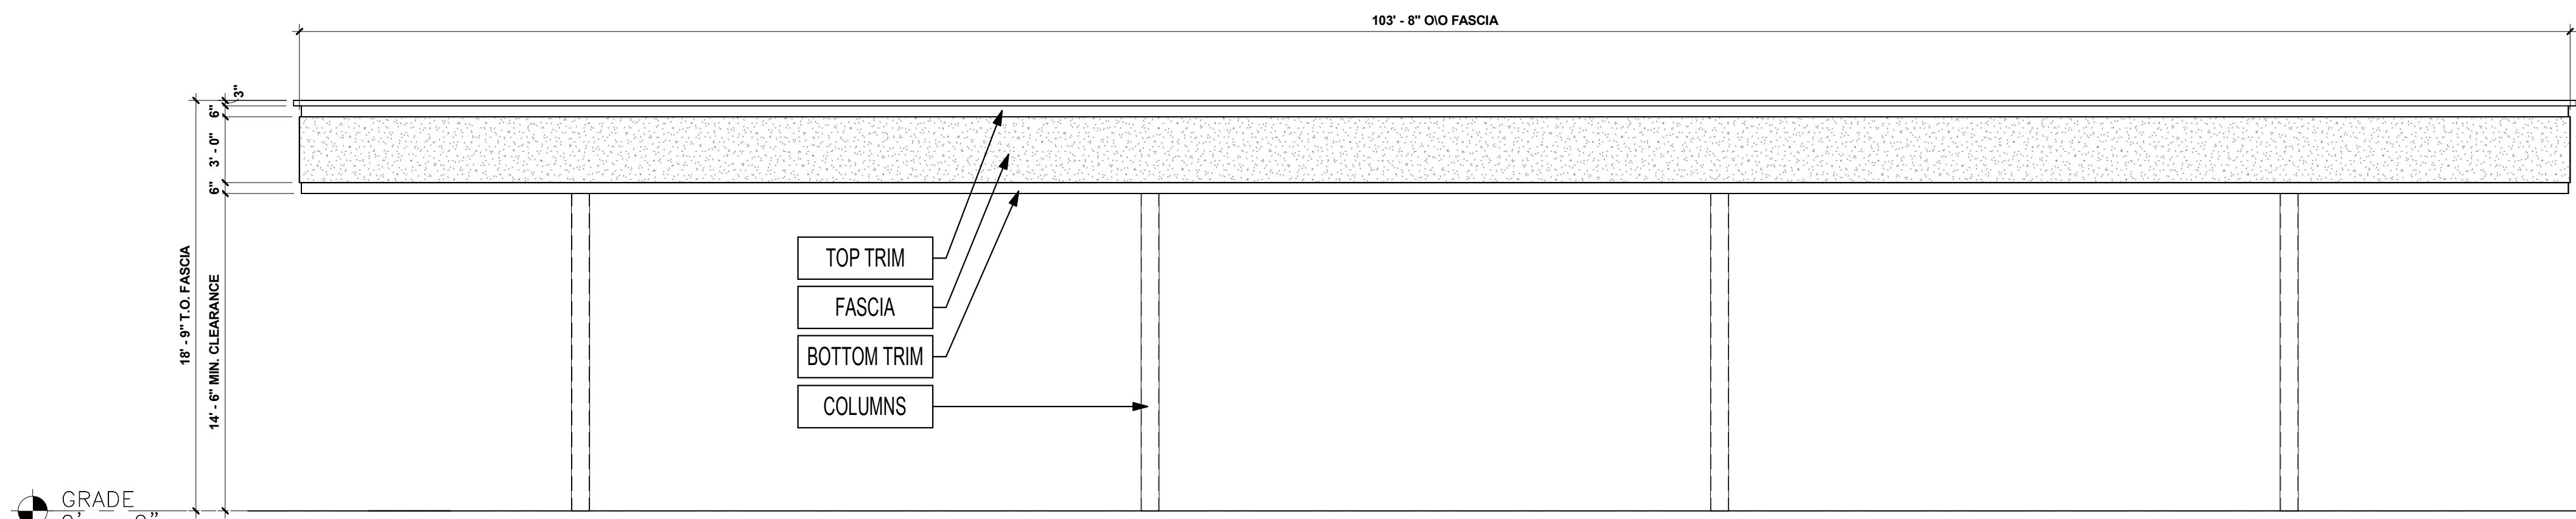 103' - 8" O\O FASCIA
3"
6"
3' - 0"
6"
18' - 9" T.O. FASCIA
14' - 6" MIN. CLEARANCE
TOP TRIM
FASCIA
BOTTOM TRIM
COLUMNS
GRADE